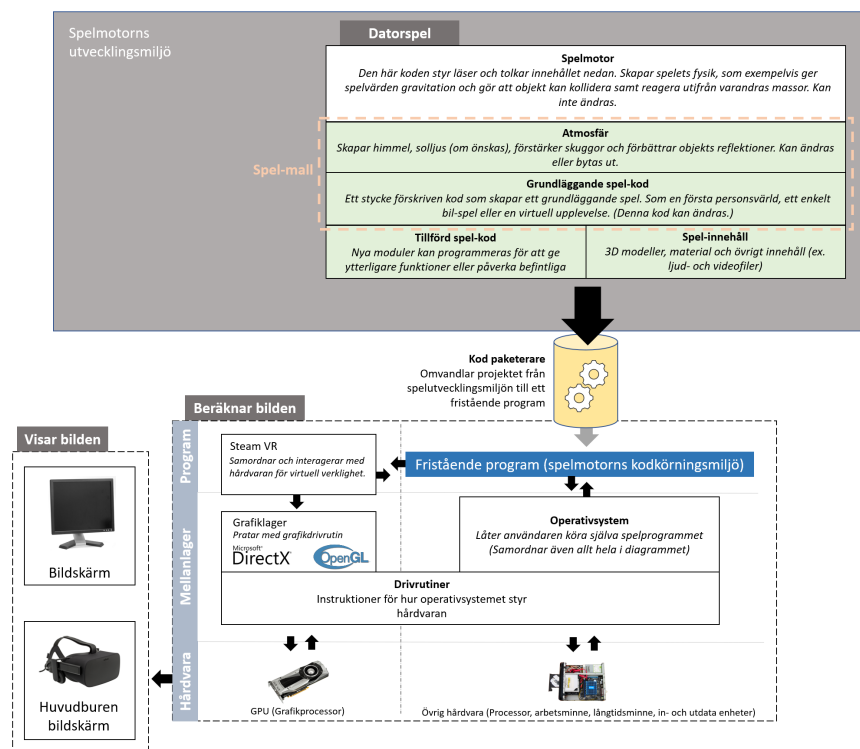 Spelmotorns
utvecklingsmiljö
Datorspel
Spelmotor
Den här koden styr läser och tolkar innehållet nedan. Skapar spelets fysik, som exempelvis ger
spelvärden gravitation och gör att objekt kan kollidera samt reagera utifrån varandras massor. Kan
inte ändras.
Spel-mall
Atmosfär
Skapar himmel, solljus (om önskas), förstärker skuggor och förbättrar objekts reflektioner. Kan ändras
eller bytas ut.
Grundläggande spel-kod
Ett stycke förskriven kod som skapar ett grundläggande spel. Som en första personsvärld, ett enkelt
bil-spel eller en virtuell upplevelse. (Denna kod kan ändras.)
Tillförd spel-kod
Nya moduler kan programmeras för att ge
ytterligare funktioner eller påverka befintliga
Spel-innehåll
3D modeller, material och övrigt innehåll (ex.
ljud- och videofiler)
Kod paketerare
Omvandlar projektet från
spelutvecklingsmiljön till ett
fristående program
Beräknar bilden
Visar bilden
Bildskärm
Huvudburen
bildskärm
Program
Steam VR
Samordnar och interagerar med
hårdvaran för virtuell verklighet.
Fristående program (spelmotorns kodkörningsmiljö)
Mellanlager
Grafiklager
Pratar med grafikdrivrutin
Microsoft®
DirectX®
OpenGL
Operativsystem
Låter användaren köra själva spelprogrammet
(Samordnar även allt hela i diagrammet)
Drivrutiner
Instruktioner för hur operativsystemet styr
hårdvaran
Hårdvara
GPU (Grafikprocessor)
Övrig hårdvara (Processor, arbetsminne, långtidsminne, in- och utdata enheter)